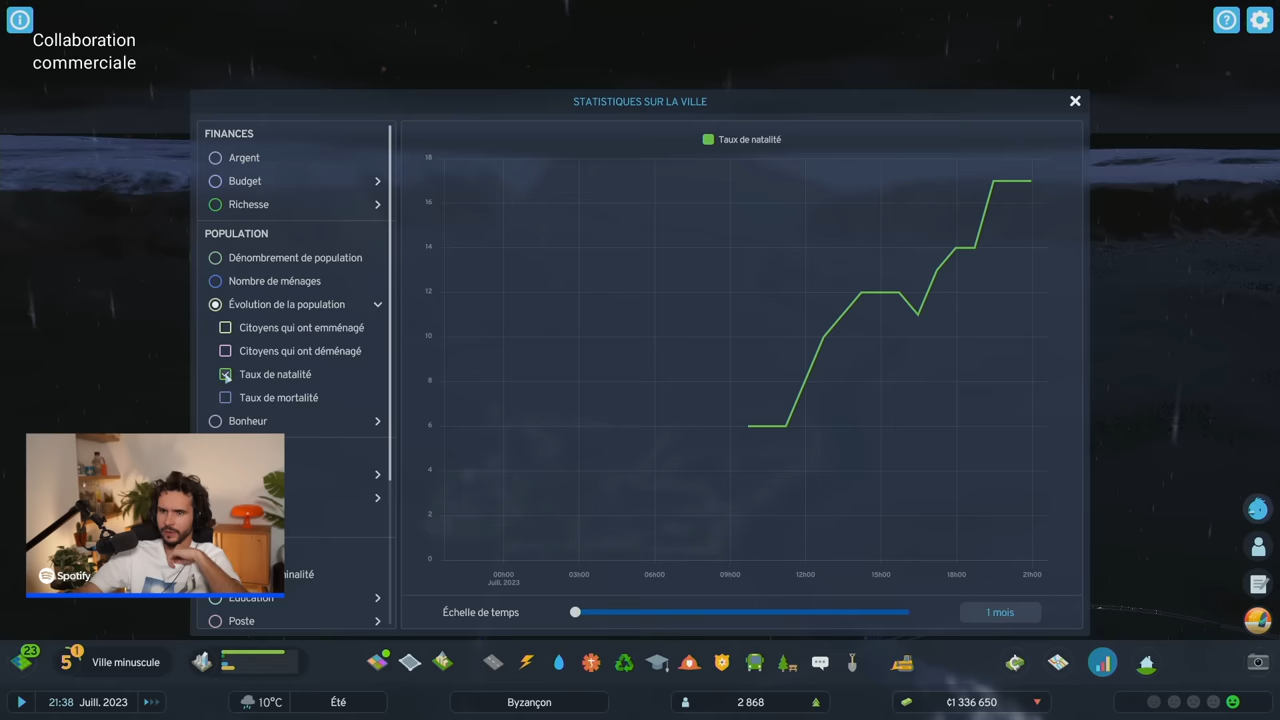 Collaboration
commerciale
STATISTIQUES SUR LA VILLE
FINANCES
Argent
Budget
Richesse
POPULATION
Dénombrement de population
Nombre de ménages
Évolution de la population
Citoyens qui ont emménagé
Citoyens qui ont déménagé
Taux de natalité
Taux de mortalité
Bonheur
Éducation
Poste
Taux de natalité
18
16
14
12
10
8
6
4
2
0
00h00
Juill. 2023
03h00
06h00
09h00
12h00
15h00
18h00
21h00
Échelle de temps
1 mois
Spotify
23
5
1
Ville minuscule
21:38 Juill. 2023
10°C
Été
Byzançon
2 868
₵1 336 650